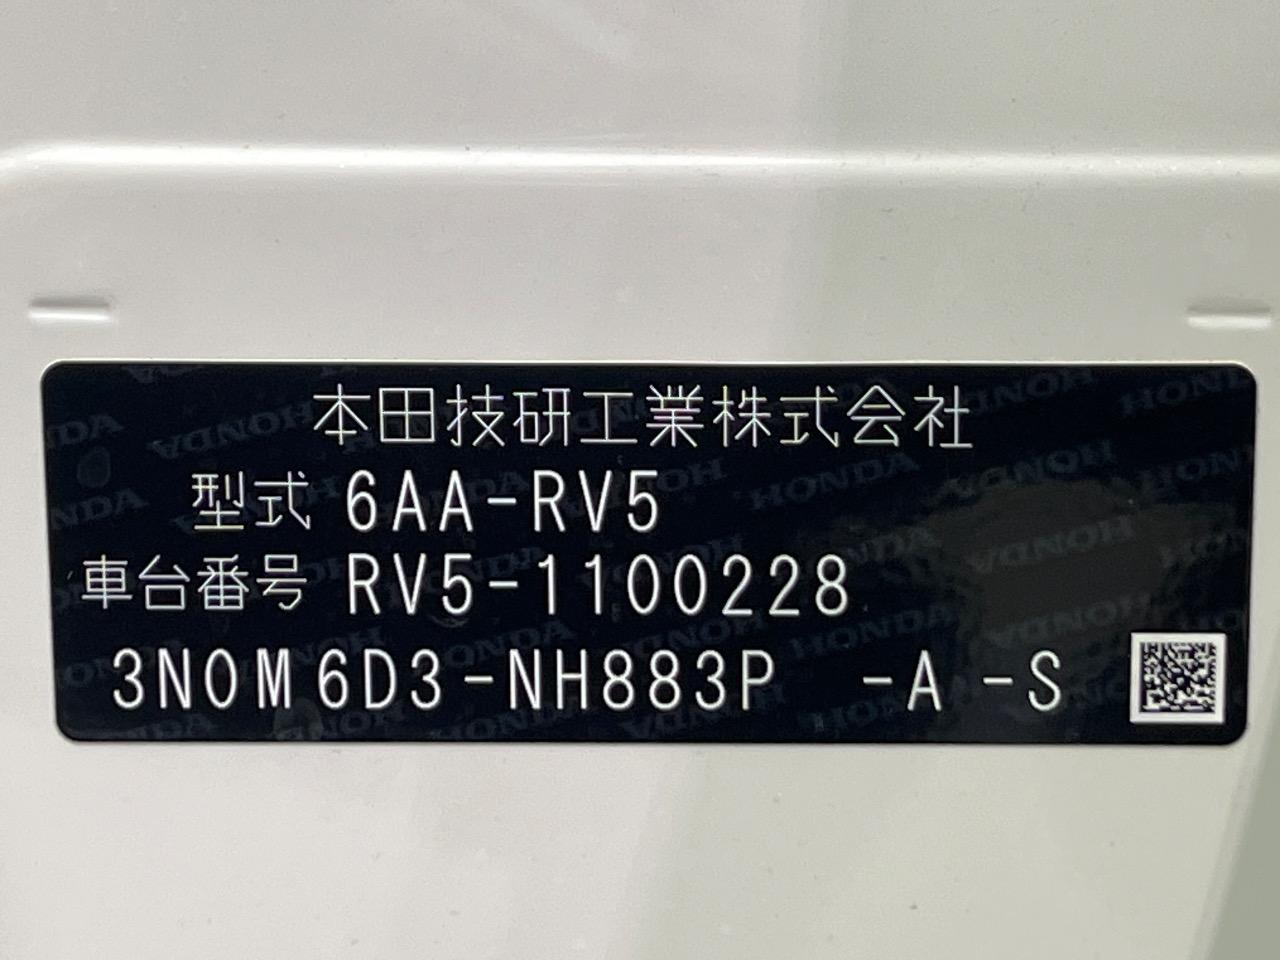 本田技研工業株式会社
型式 6AA-RV5
車台番号 RV5-1100228
3N0M6D3-NH883P -A -S